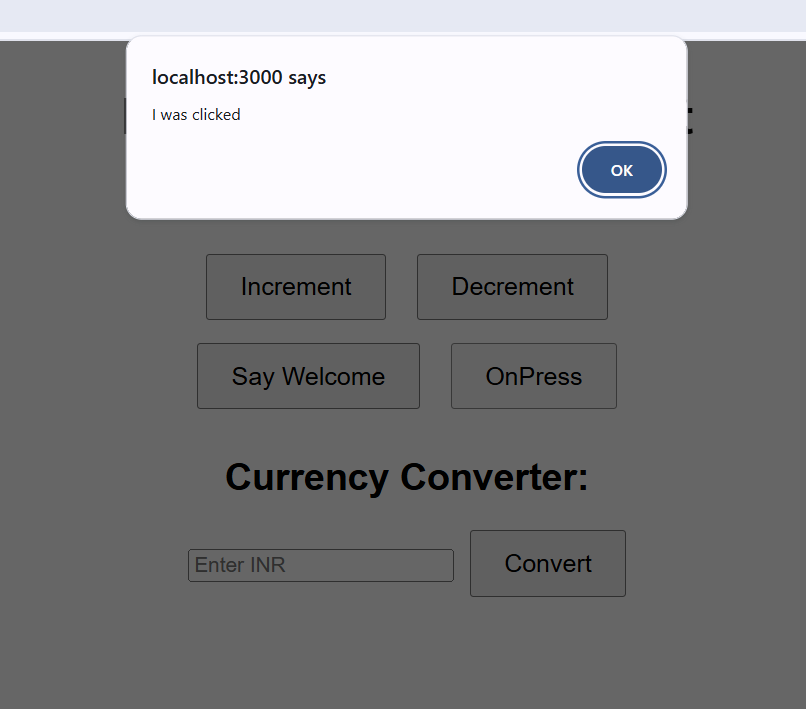 localhost:3000 says
I was clicked
OK
Increment Decrement
Say Welcome OnPress
Currency Converter:
Enter INR Convert